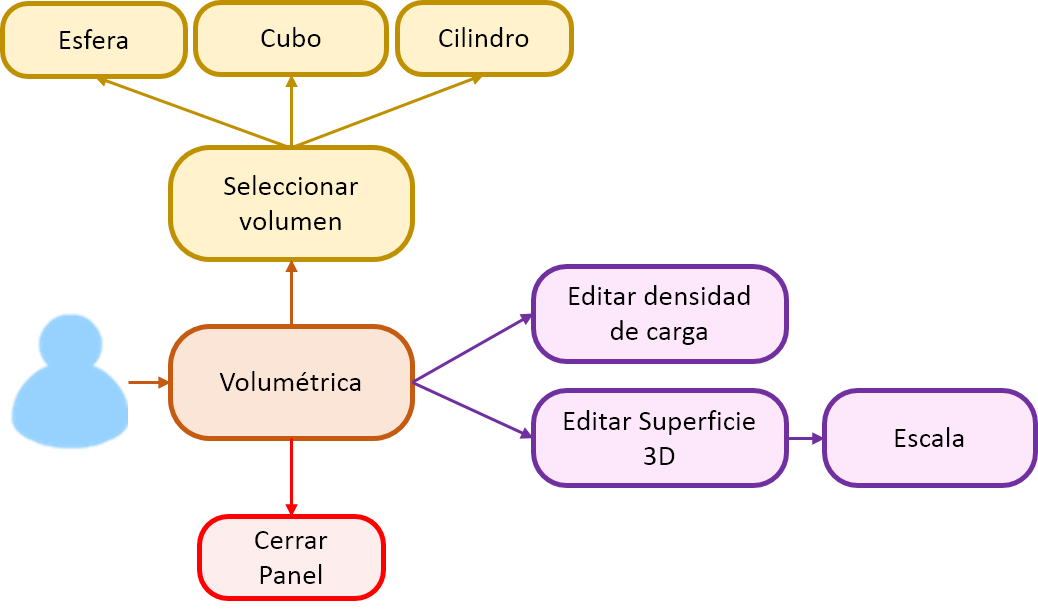 Esfera
Cubo
Cilindro
Seleccionar
volumen
Editar densidad
de carga
Volumétrica
Editar Superficie
3D
Escala
Cerrar
Panel